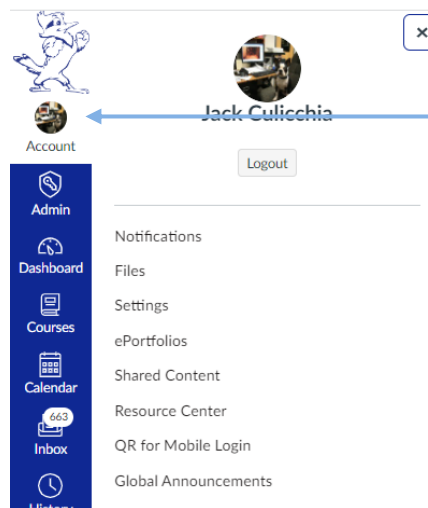 ×
Jack Culicchia
Account
Logout
Admin
Notifications
Dashboard
Files
Settings
Courses
ePortfolios
Shared Content
Calendar
Resource Center
663
Inbox
QR for Mobile Login
Global Announcements
History